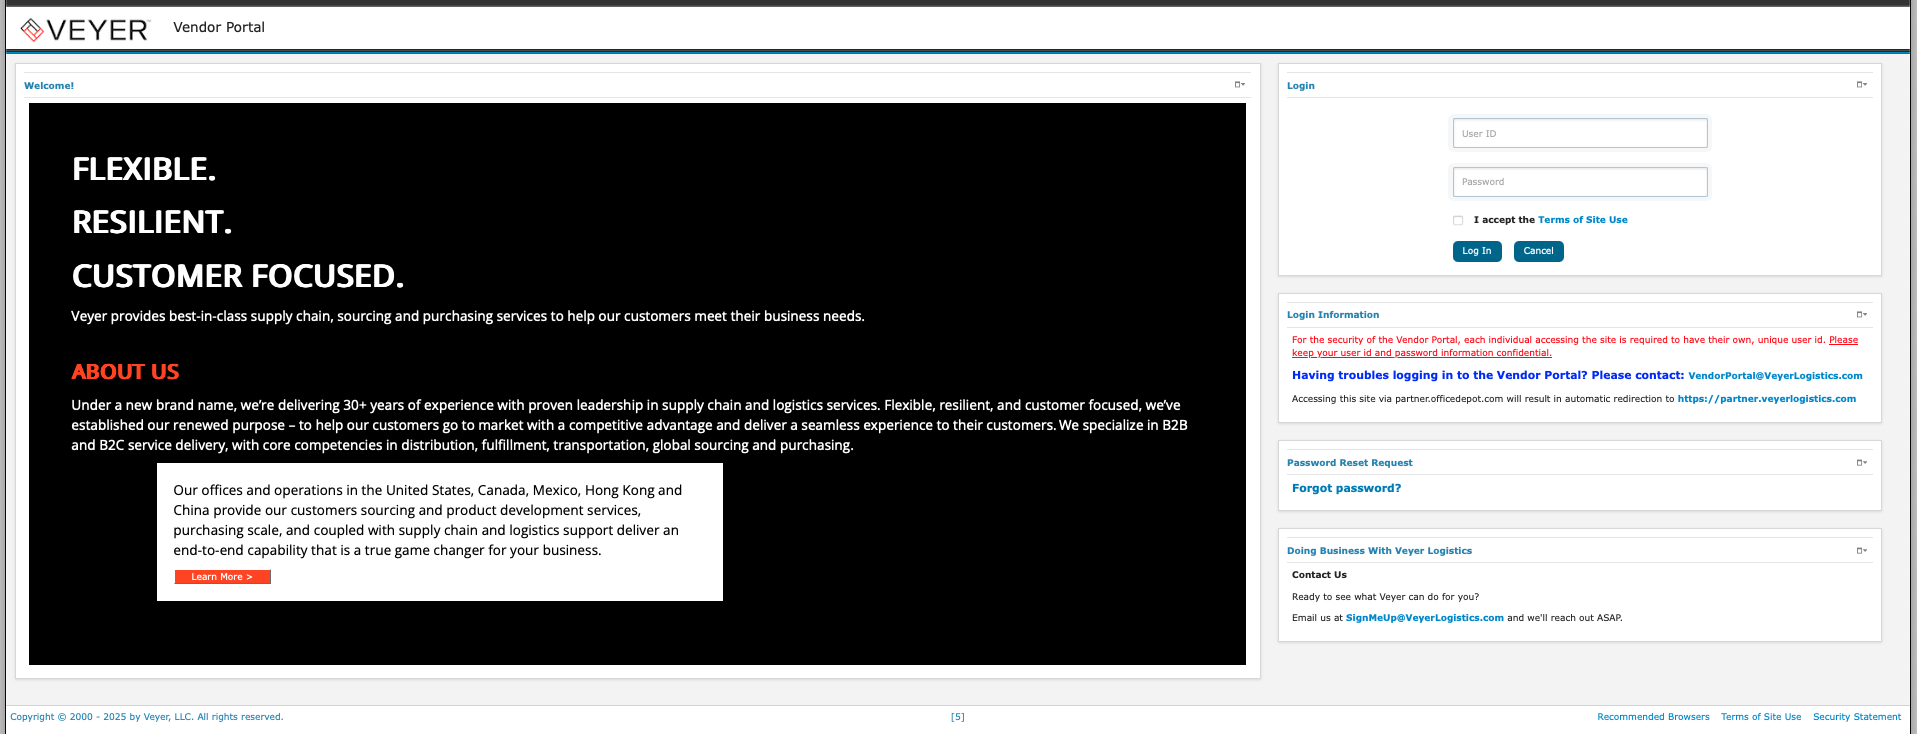 VEYER
Vendor Portal
Welcome!
FLEXIBLE.
RESILIENT.
CUSTOMER FOCUSED.
Veyer provides best-in-class supply chain, sourcing and purchasing services to help our customers meet their business needs.
ABOUT US
Under a new brand name, we’re delivering 30+ years of experience with proven leadership in supply chain and logistics services. Flexible, resilient, and customer focused, we’ve
established our renewed purpose – to help our customers go to market with a competitive advantage and deliver a seamless experience to their customers. We specialize in B2B
and B2C service delivery, with core competencies in distribution, fulfillment, transportation, global sourcing and purchasing.
Our offices and operations in the United States, Canada, Mexico, Hong Kong and
China provide our customers sourcing and product development services,
purchasing scale, and coupled with supply chain and logistics support deliver an
end-to-end capability that is a true game changer for your business.
Learn More >
Login
User ID
Password
I accept the Terms of Site Use
Log In
Cancel
Login Information
For the security of the Vendor Portal, each individual accessing the site is required to have their own, unique user id. Please
keep your user id and password information confidential.
Having troubles logging in to the Vendor Portal? Please contact: VendorPortal@VeyerLogistics.com
Accessing this site via partner.officedepot.com will result in automatic redirection to https://partner.veyerlogistics.com
Password Reset Request
Forgot password?
Doing Business With Veyer Logistics
Contact Us
Ready to see what Veyer can do for you?
Email us at SignMeUp@VeyerLogistics.com and we'll reach out ASAP.
Copyright © 2000 - 2025 by Veyer, LLC. All rights reserved.
[5]
Recommended Browsers
Terms of Site Use
Security Statement